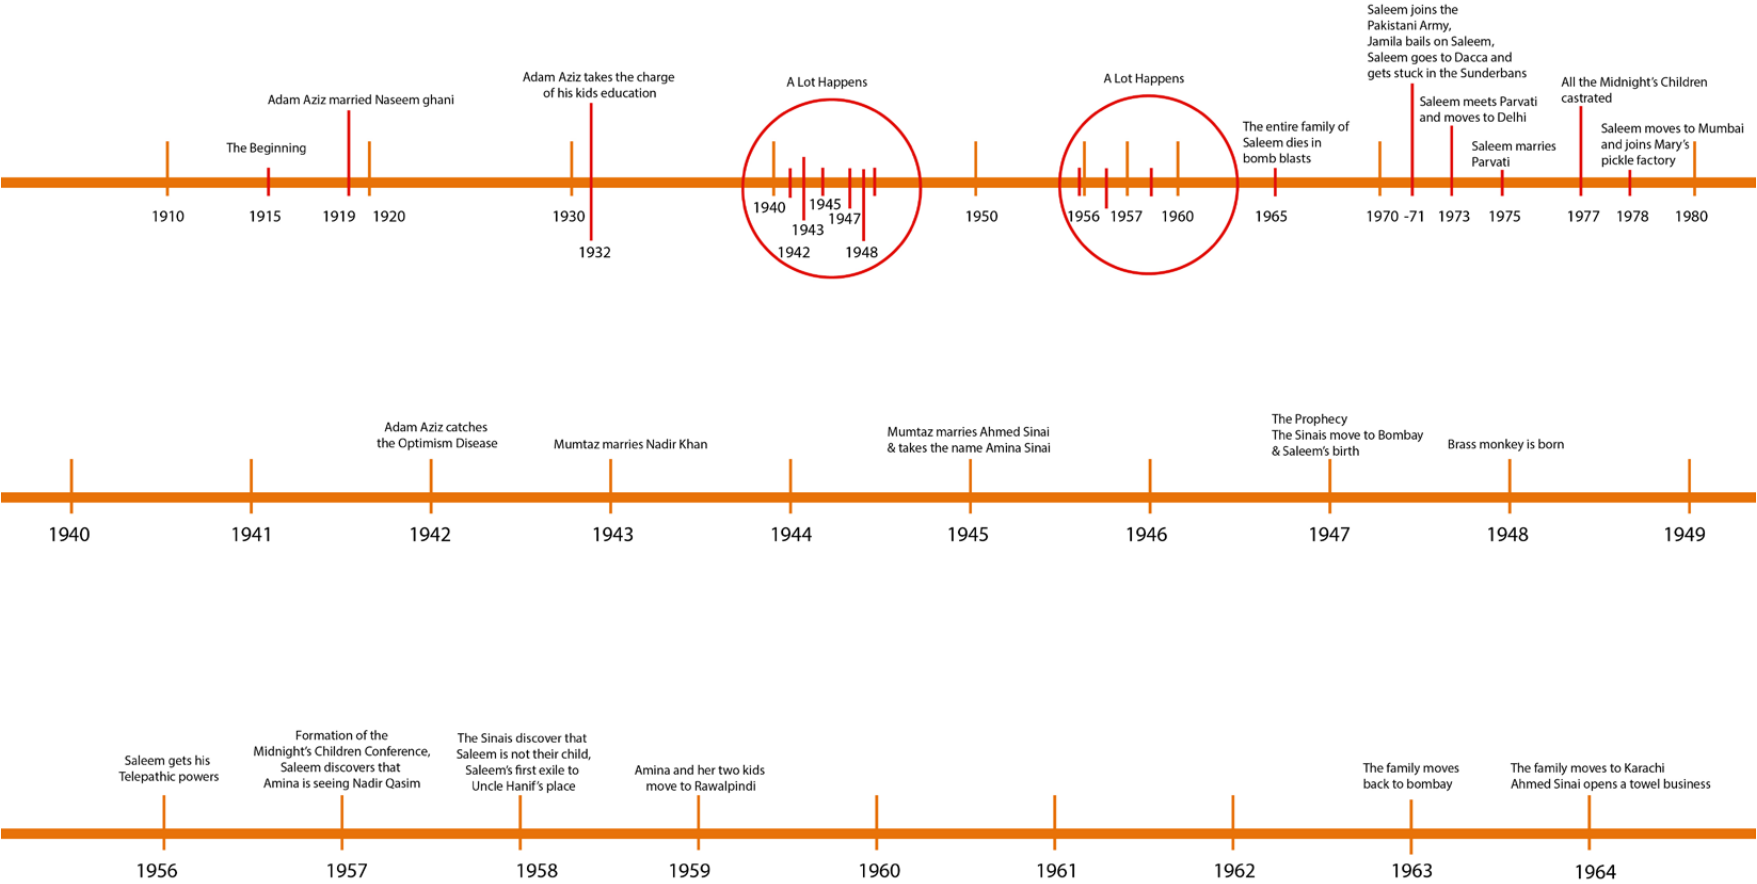 Saleem joins the
Pakistani Army,
Jamila bails on Saleem,
Saleem goes to Dacca and
gets stuck in the Sunderbans
Adam Aziz takes the charge
of his kids education
A Lot Happens
A Lot Happens
All the Midnight's Children
castrated
Adam Aziz married Naseem ghani
Saleem meets Parvati
and moves to Delhi
The entire family of
Saleem dies in
bomb blasts
Saleem moves to Mumbai
and joins Mary's
pickle factory
The Beginning
Saleem marries
Parvati
1910
1915
1919
1920
1930
1932
1940
1942
1943
1945
1947
1948
1950
1956
1957
1960
1965
1970 -71
1973
1975
1977
1978
1980
Adam Aziz catches
the Optimism Disease
Mumtaz marries Nadir Khan
Mumtaz marries Ahmed Sinai
& takes the name Amina Sinai
The Prophecy
The Sinais move to Bombay
& Saleem's birth
Brass monkey is born
1940
1941
1942
1943
1944
1945
1946
1947
1948
1949
Saleem gets his
Telepathic powers
Formation of the
Midnight's Children Conference,
Saleem discovers that
Amina is seeing Nadir Qasim
The Sinais discover that
Saleem is not their child,
Saleem's first exile to
Uncle Hanif's place
Amina and her two kids
move to Rawalpindi
The family moves
back to bombay
The family moves to Karachi
Ahmed Sinai opens a towel business
1956
1957
1958
1959
1960
1961
1962
1963
1964